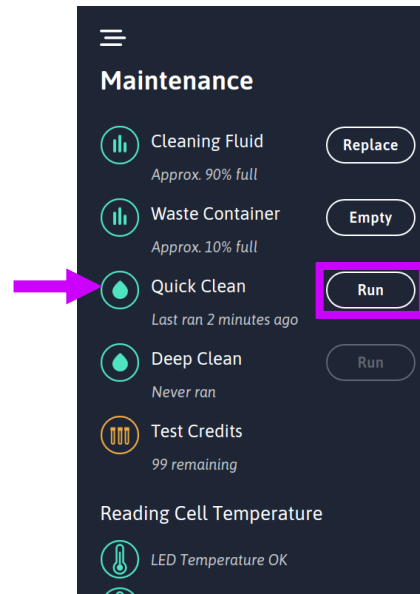 Maintenance
Cleaning Fluid Replace
Approx. 90% full
Waste Container Empty
Approx. 10% full
Quick Clean Run
Last ran 2 minutes ago
Deep Clean Run
Never ran
Test Credits
99 remaining
Reading Cell Temperature
LED Temperature OK